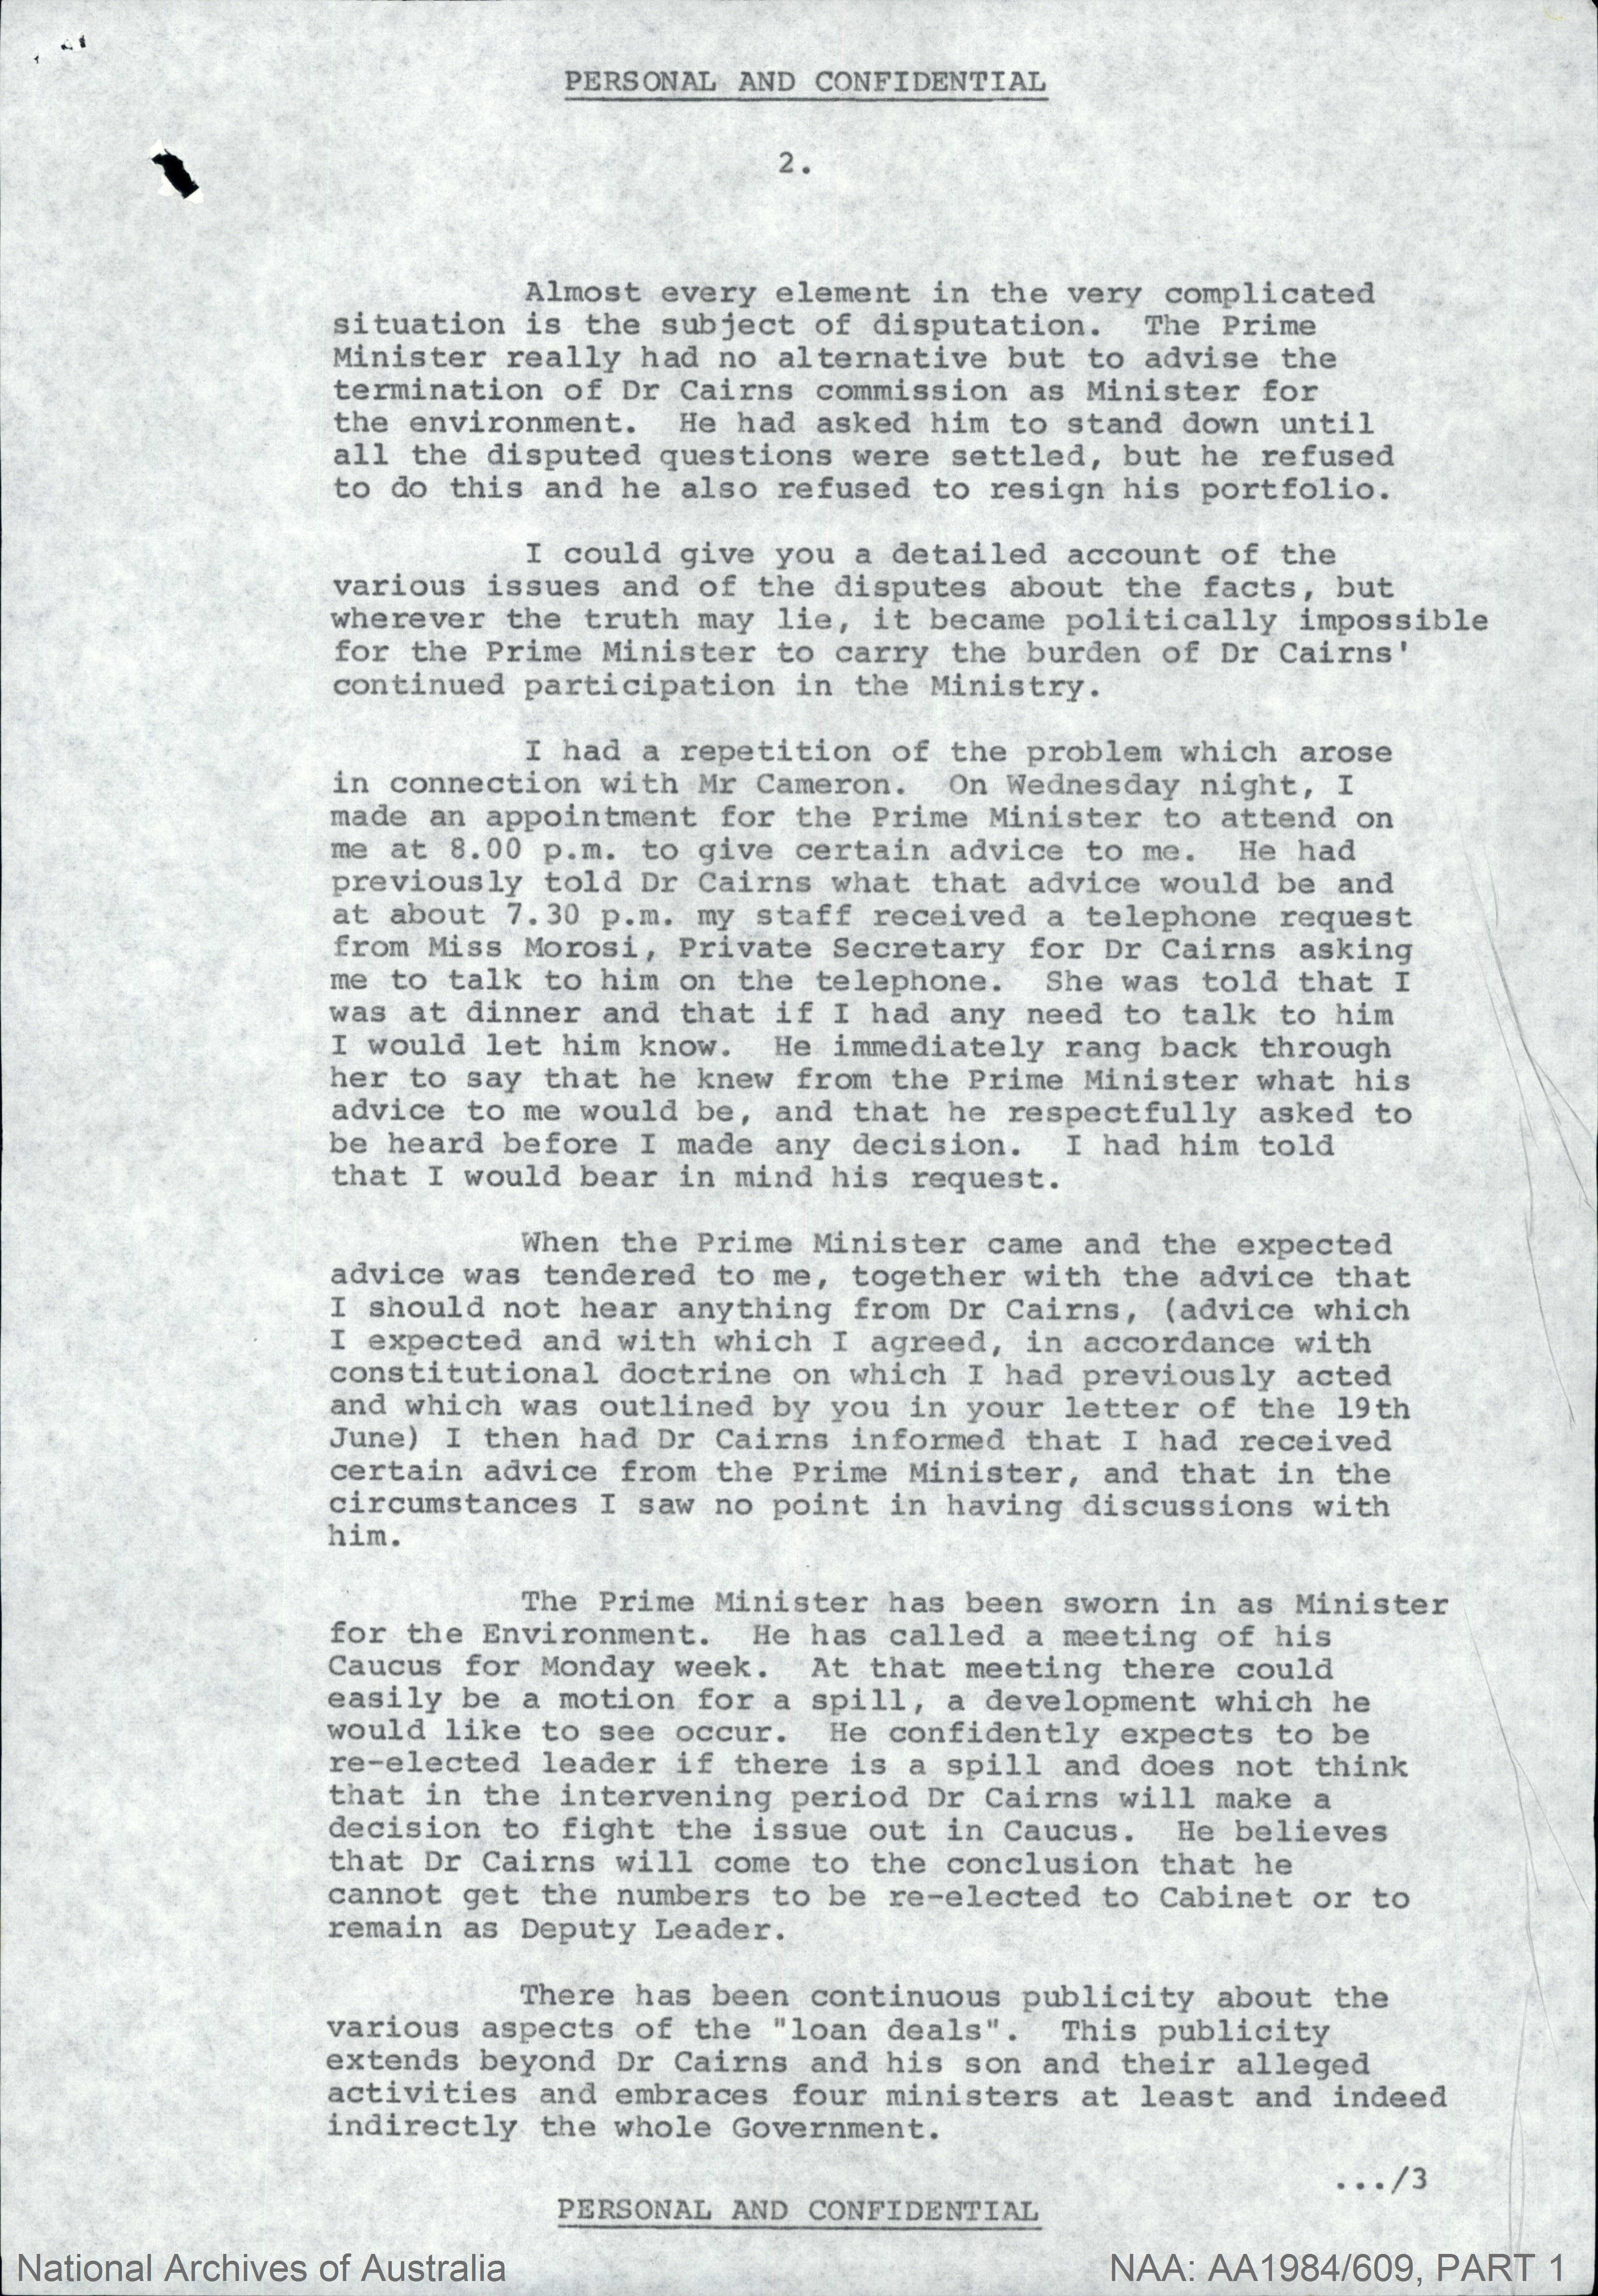 PERSONAL AND CONFIDENTIAL
2.
Almost every element in the very complicated
situation is the subject of disputation. The Prime
Minister really had no alternative but to advise the
termination of Dr Cairns commission as Minister for
the environment. He had asked him to stand down until
all the disputed questions were settled, but he refused
to do this and he also refused to resign his portfolio.
I could give you a detailed account of the
various issues and of the disputes about the facts, but
wherever the truth may lie, it became politically impossible
for the Prime Minister to carry the burden of Dr Cairns'
continued participation in the Ministry.
I had a repetition of the problem which arose
in connection with Mr Cameron. On Wednesday night, I
made an appointment for the Prime Minister to attend on
me at 8.00 p.m. to give certain advice to me. He had
previously told Dr Cairns what that advice would be and
at about 7.30 p.m. my staff received a telephone request
from Miss Morosi, Private Secretary for Dr Cairns asking
me to talk to him on the telephone. She was told that I
was at dinner and that if I had any need to talk to him
I would let him know. He immediately rang back through
her to say that he knew from the Prime Minister what his
advice to me would be, and that he respectfully asked to
be heard before I made any decision. I had him told
that I would bear in mind his request.
When the Prime Minister came and the expected
advice was tendered to me, together with the advice that
I should not hear anything from Dr Cairns, (advice which
I expected and with which I agreed, in accordance with
constitutional doctrine on which I had previously acted
and which was outlined by you in your letter of the 19th
June) I then had Dr Cairns informed that I had received
certain advice from the Prime Minister, and that in the
circumstances I saw no point in having discussions with
him.
The Prime Minister has been sworn in as Minister
for the Environment. He has called a meeting of his
Caucus for Monday week. At that meeting there could
easily be a motion for a spill, a development which he
would like to see occur. He confidently expects to be
re-elected leader if there is a spill and does not think
that in the intervening period Dr Cairns will make a
decision to fight the issue out in Caucus. He believes
that Dr Cairns will come to the conclusion that he
cannot get the numbers to be re-elected to Cabinet or to
remain as Deputy Leader.
There has been continuous publicity about the
various aspects of the "loan deals". This publicity
extends beyond Dr Cairns and his son and their alleged
activities and embraces four ministers at least and indeed
indirectly the whole Government.
.../3
PERSONAL AND CONFIDENTIAL
National Archives of Australia
NAA: AA1984/609, PART 1